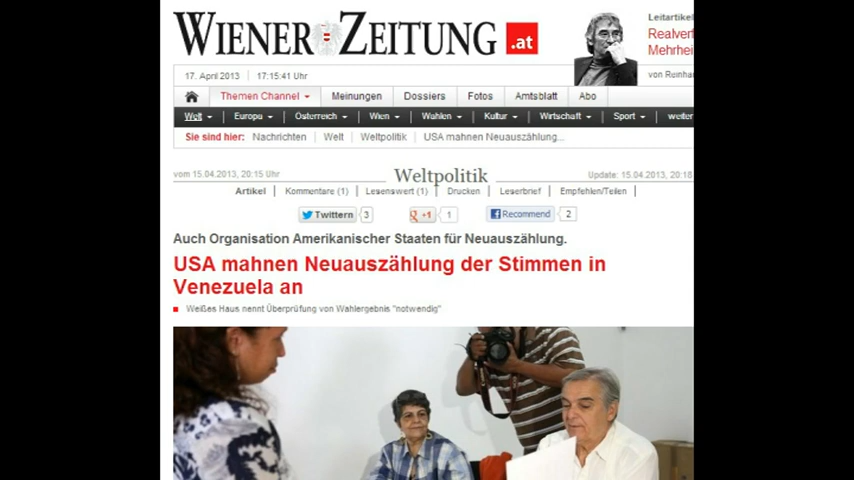 WIENER ZEITUNG .at
Leitartikel
Realverf
Mehrhei
von Reinha
17. April 2013 | 17:15:41 Uhr
Themen Channel Meinungen Dossiers Fotos Amtsblatt Abo
Welt | Europa | Österreich | Wien | Wahlen | Kultur | Wirtschaft | Sport | weiter
Sie sind hier: Nachrichten | Welt | Weltpolitik | USA mahnen Neuauszählung...
vom 15.04.2013, 20:15 Uhr Weltpolitik Update: 15.04.2013, 20:18
Artikel | Kommentare (1) | Lesenswert (1) | Drucken | Leserbrief | Empfehlen/Teilen |
Twittern 3 +1 1 Recommend 2
Auch Organisation Amerikanischer Staaten für Neuauszählung.
USA mahnen Neuauszählung der Stimmen in
Venezuela an
Weißes Haus nennt Überprüfung von Wahlergebnis "notwendig"